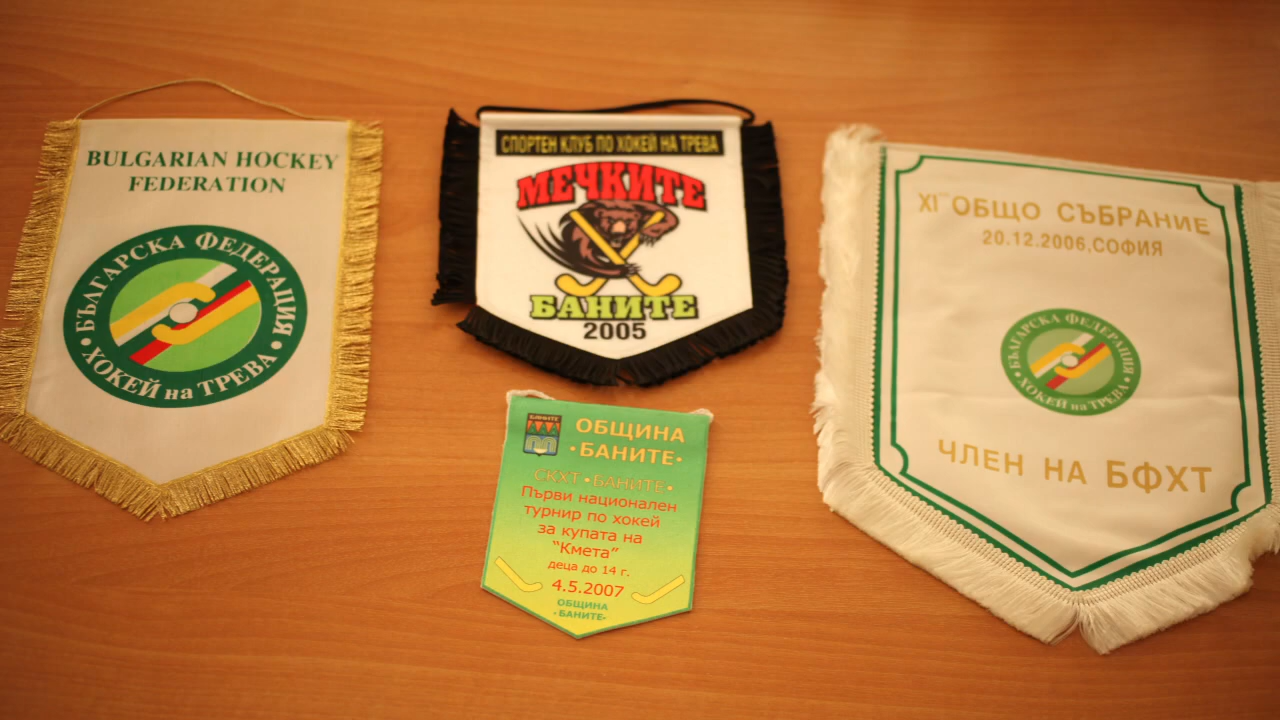 BULGARIAN HOCKEY
FEDERATION
БЪЛГАРСКА ФЕДЕРАЦИЯ
• ХОКЕЙ на ТРЕВА •
СПОРТЕН КЛУБ ПО ХОКЕЙ НА ТРЕВА
МЕЧКИТЕ
БАНИТЕ
2005
БАНИТЕ
ОБЩИНА
•БАНИТЕ•
СКХТ •БАНИТЕ•
Първи национален
турнир по хокей
за купата на
“Кмета”
деца до 14 г.
4.5.2007
ОБЩИНА
•БАНИТЕ•
ОБЩО СЪБРАНИЕ
20.12.2006,СОФИЯ
БЪЛГАРСКА ФЕДЕРАЦИЯ
• ХОКЕЙ на ТРЕВА •
ЧЛЕН НА БФХТ